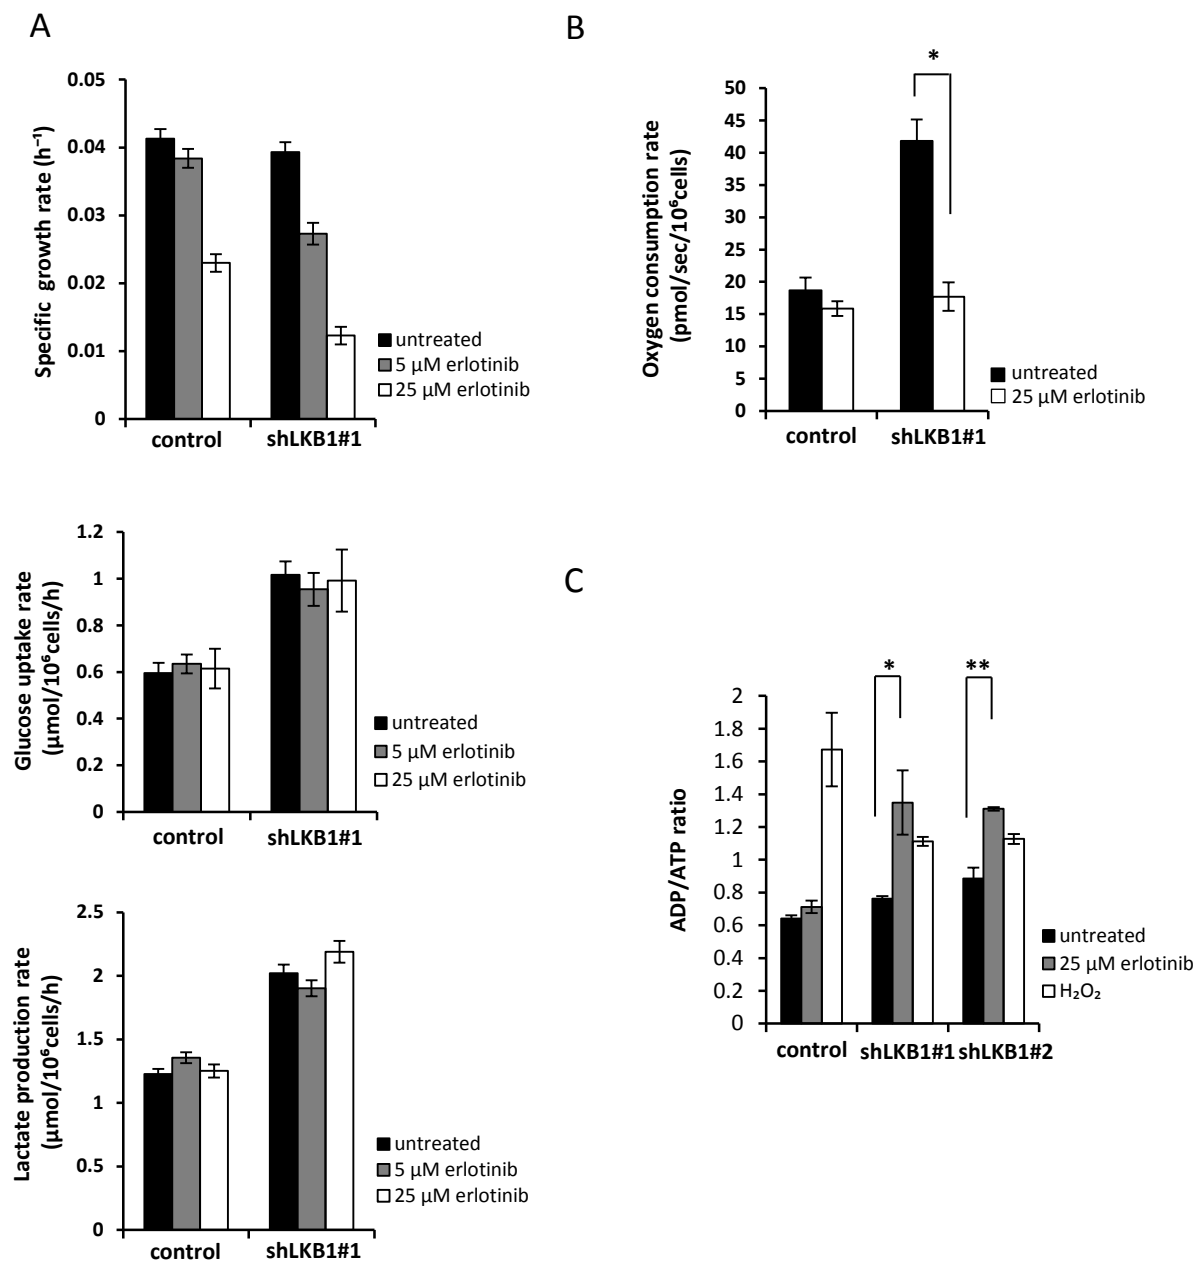 A
Specific growth rate (h⁻¹)
0.05
0.04
0.03
0.02
0.01
0
control
shLKB1#1
untreated
5 µM erlotinib
25 µM erlotinib
Glucose uptake rate
(µmol/10⁶cells/h)
1.2
1
0.8
0.6
0.4
0.2
0
control
shLKB1#1
untreated
5 µM erlotinib
25 µM erlotinib
Lactate production rate
(µmol/10⁶cells/h)
2.5
2
1.5
1
0.5
0
control
shLKB1#1
untreated
5 µM erlotinib
25 µM erlotinib
B
Oxygen consumption rate
(pmol/sec/10⁶cells)
*
50
45
40
35
30
25
20
15
10
5
0
control
shLKB1#1
untreated
25 µM erlotinib
C
ADP/ATP ratio
*
**
2
1.8
1.6
1.4
1.2
1
0.8
0.6
0.4
0.2
0
control
shLKB1#1
shLKB1#2
untreated
25 µM erlotinib
H₂O₂